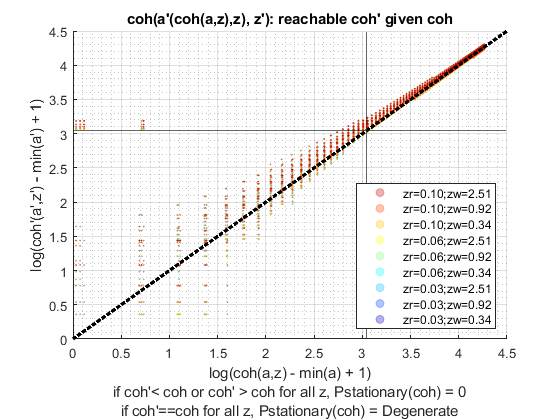 coh(a'(coh(a,z),z), z'): reachable coh' given coh
log(coh'(a',z') - min(a') + 1)
4.5
4
3.5
3
2.5
2
1.5
1
0.5
0
zr=0.10;zw=2.51
zr=0.10;zw=0.92
zr=0.10;zw=0.34
zr=0.06;zw=2.51
zr=0.06;zw=0.92
zr=0.06;zw=0.34
zr=0.03;zw=2.51
zr=0.03;zw=0.92
zr=0.03;zw=0.34
0 0.5 1 1.5 2 2.5 3 3.5 4 4.5
log(coh(a,z) - min(a) + 1)
if coh'< coh or coh' > coh for all z, Pstationary(coh) = 0
if coh'==coh for all z, Pstationary(coh) = Degenerate